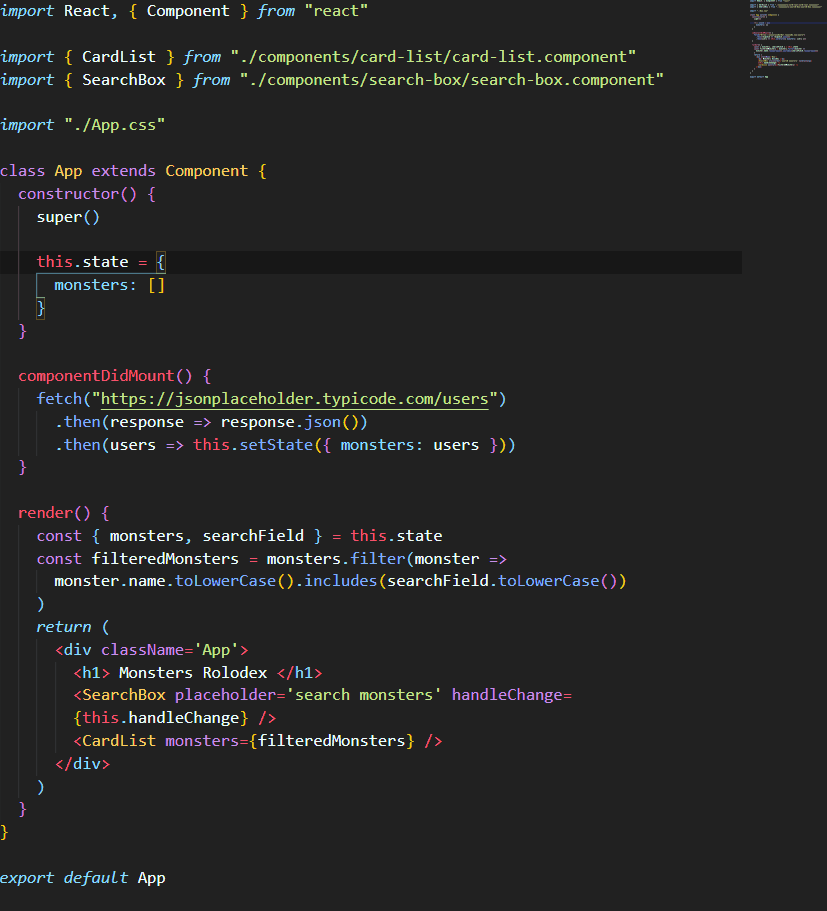 import React, { Component } from "react"
import { CardList } from "./components/card-list/card-list.component"
import { SearchBox } from "./components/search-box/search-box.component"
import "./App.css"
class App extends Component {
  constructor() {
    super()
    this.state = {
      monsters: []
    }
  }
  componentDidMount() {
    fetch("https://jsonplaceholder.typicode.com/users")
      .then(response => response.json())
      .then(users => this.setState({ monsters: users }))
  }
  render() {
    const { monsters, searchField } = this.state
    const filteredMonsters = monsters.filter(monster =>
      monster.name.toLowerCase().includes(searchField.toLowerCase())
    )
    return (
      <div className='App'>
        <h1> Monsters Rolodex </h1>
        <SearchBox placeholder='search monsters' handleChange=
        {this.handleChange} />
        <CardList monsters={filteredMonsters} />
      </div>
    )
  }
}
export default App